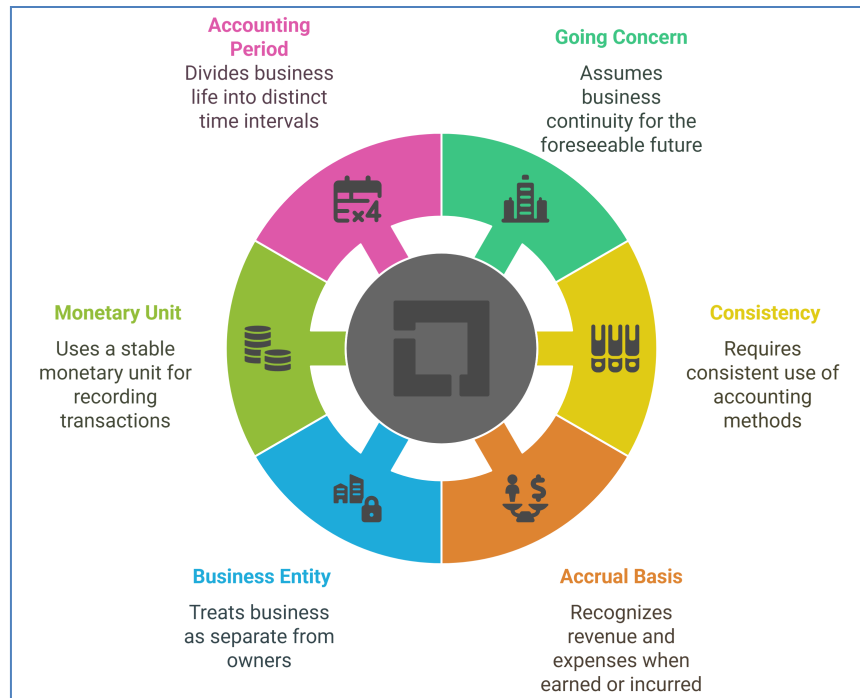 Accounting
Period
Divides business
life into distinct
time intervals
Going Concern
Assumes
business
continuity for the
foreseeable future
x4
Monetary Unit
Uses a stable
monetary unit for
recording
transactions
Consistency
Requires
consistent use of
accounting
methods
$
Business Entity
Treats business
as separate from
owners
Accrual Basis
Recognizes
revenue and
expenses when
earned or incurred